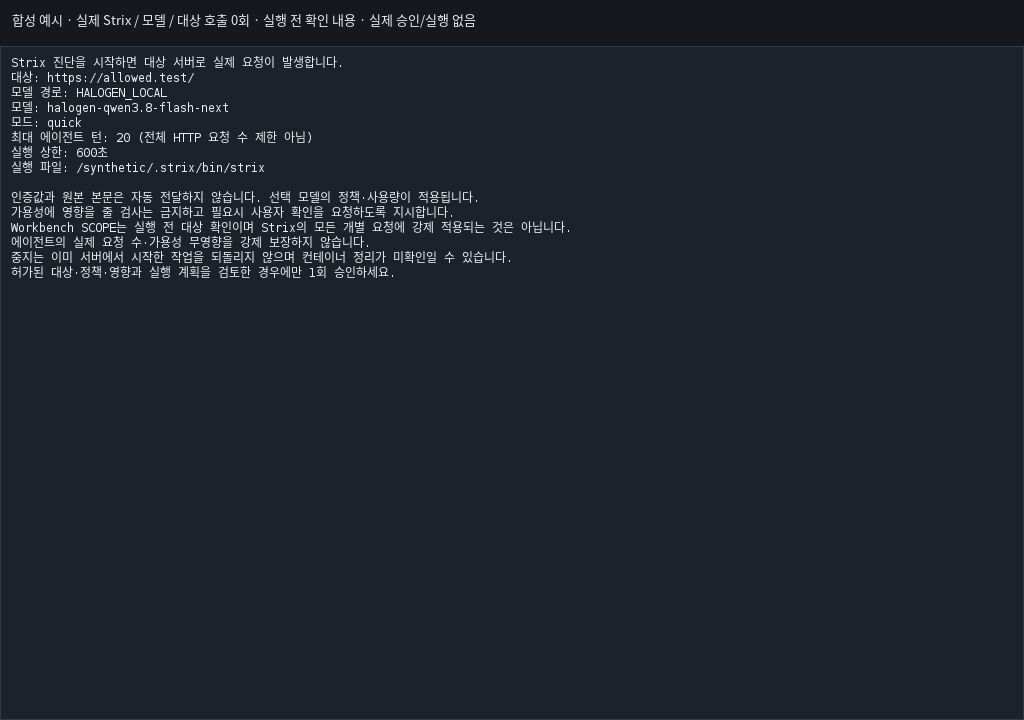 합성 예시 · 실제 Strix / 모델 / 대상 호출 0회 · 실행 전 확인 내용 · 실제 승인/실행 없음
Strix 진단을 시작하면 대상 서버로 실제 요청이 발생합니다.
대상: https://allowed.test/
모델 경로: HALOGEN_LOCAL
모델: halogen-qwen3.8-flash-next
모드: quick
최대 에이전트 턴: 20 (전체 HTTP 요청 수 제한 아님)
실행 상한: 600초
실행 파일: /synthetic/.strix/bin/strix
인증값과 원본 본문은 자동 전달하지 않습니다. 선택 모델의 정책·사용량이 적용됩니다.
가용성에 영향을 줄 검사는 금지하고 필요시 사용자 확인을 요청하도록 지시합니다.
Workbench SCOPE는 실행 전 대상 확인이며 Strix의 모든 개별 요청에 강제 적용되는 것은 아닙니다.
에이전트의 실제 요청 수·가용성 무영향을 강제 보장하지 않습니다.
중지는 이미 서버에서 시작한 작업을 되돌리지 않으며 컨테이너 정리가 미확인일 수 있습니다.
허가된 대상·정책·영향과 실행 계획을 검토한 경우에만 1회 승인하세요.